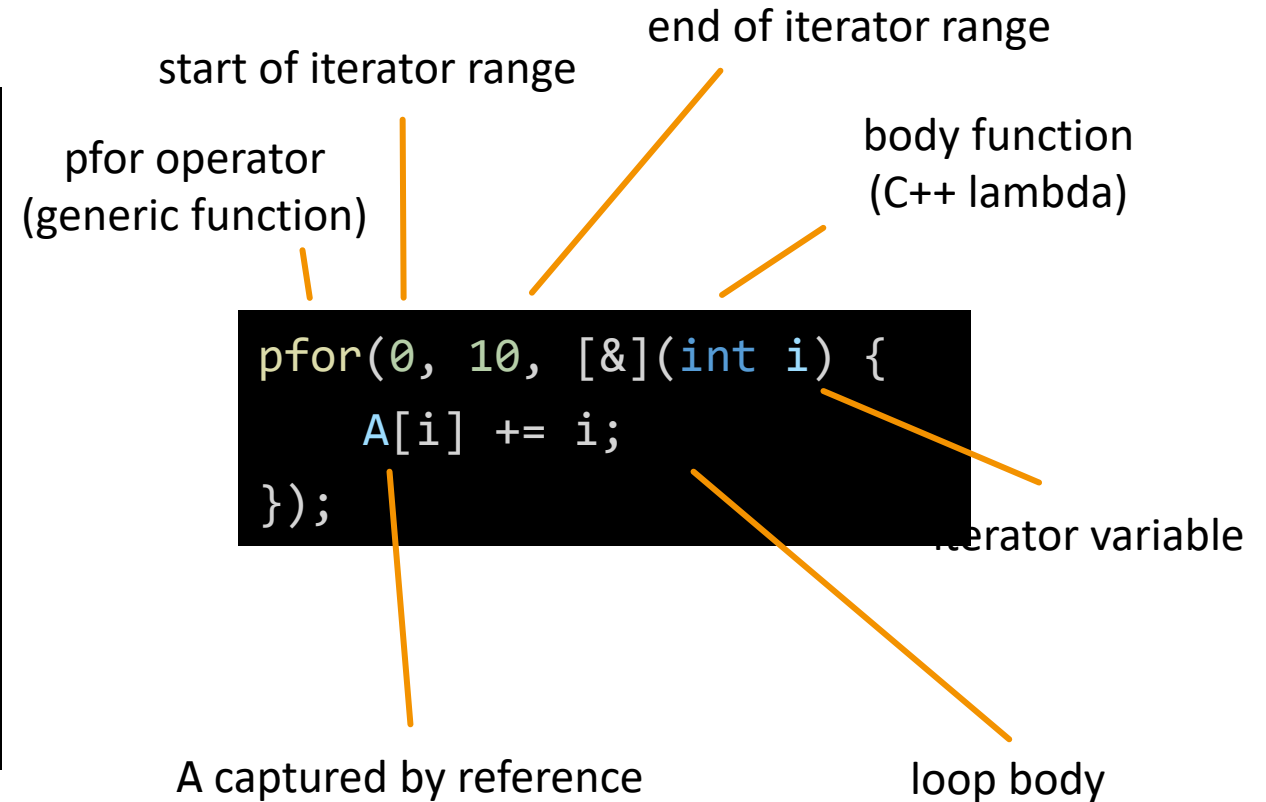 end of iterator range
start of iterator range
body function
(C++ lambda)
pfor operator
(generic function)
pfor(0, 10, [&](int i) {
A[i] += i;
});
iterator variable
A captured by reference
loop body